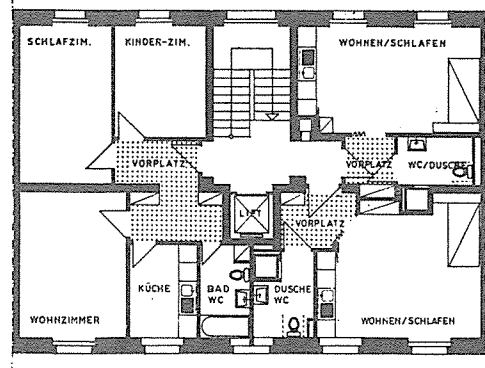 SCHLAFZIM.
KINDER-ZIM.
WOHNEN/SCHLAFEN
VORPLATZ
VORPLATZ
WC/DUSCHE
LIFT
VORPLATZ
KÜCHE
BAD
WC
DUSCHE
WC
WOHNZIMMER
WOHNEN/SCHLAFEN